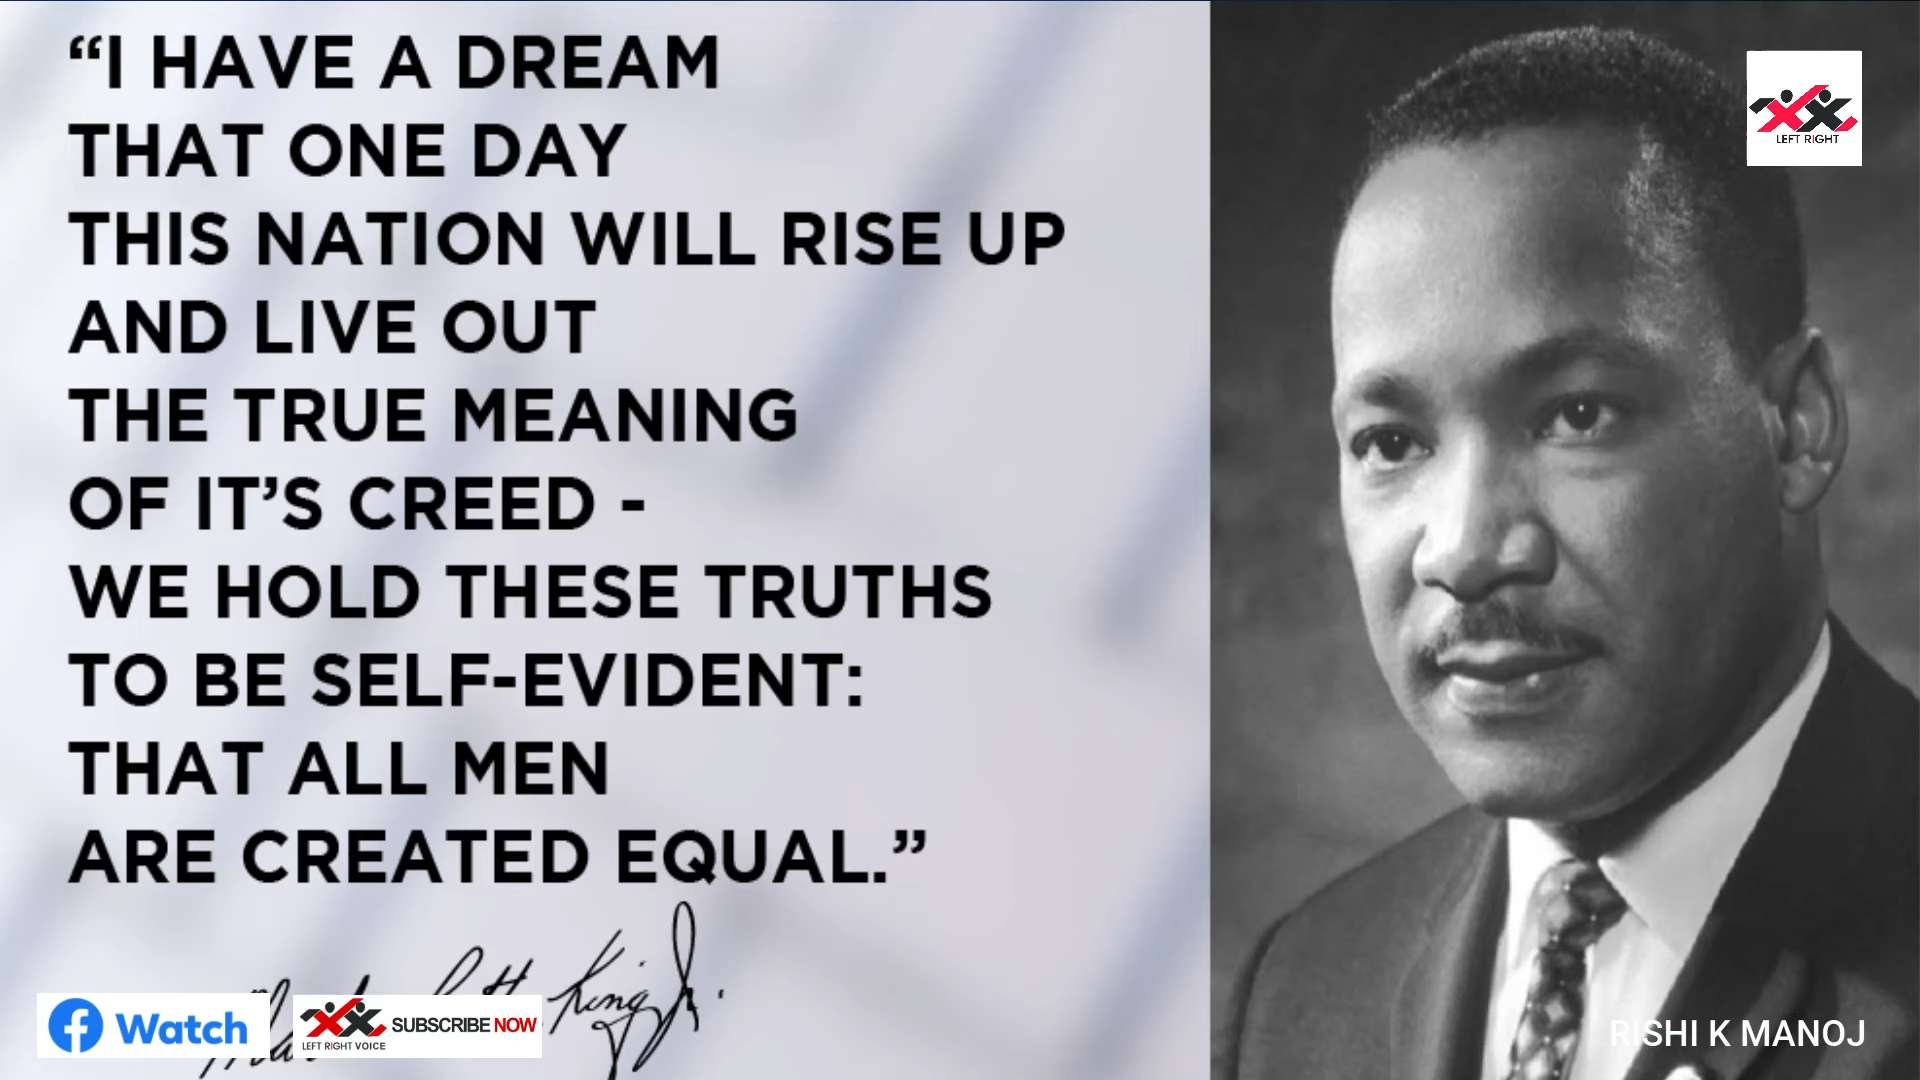 “I HAVE A DREAM
THAT ONE DAY
THIS NATION WILL RISE UP
AND LIVE OUT
THE TRUE MEANING
OF IT’S CREED -
WE HOLD THESE TRUTHS
TO BE SELF-EVIDENT:
THAT ALL MEN
ARE CREATED EQUAL.”
King Jr.
Watch
SUBSCRIBE NOW
LEFT RIGHT VOICE
LEFT RIGHT
RISHI K MANOJ